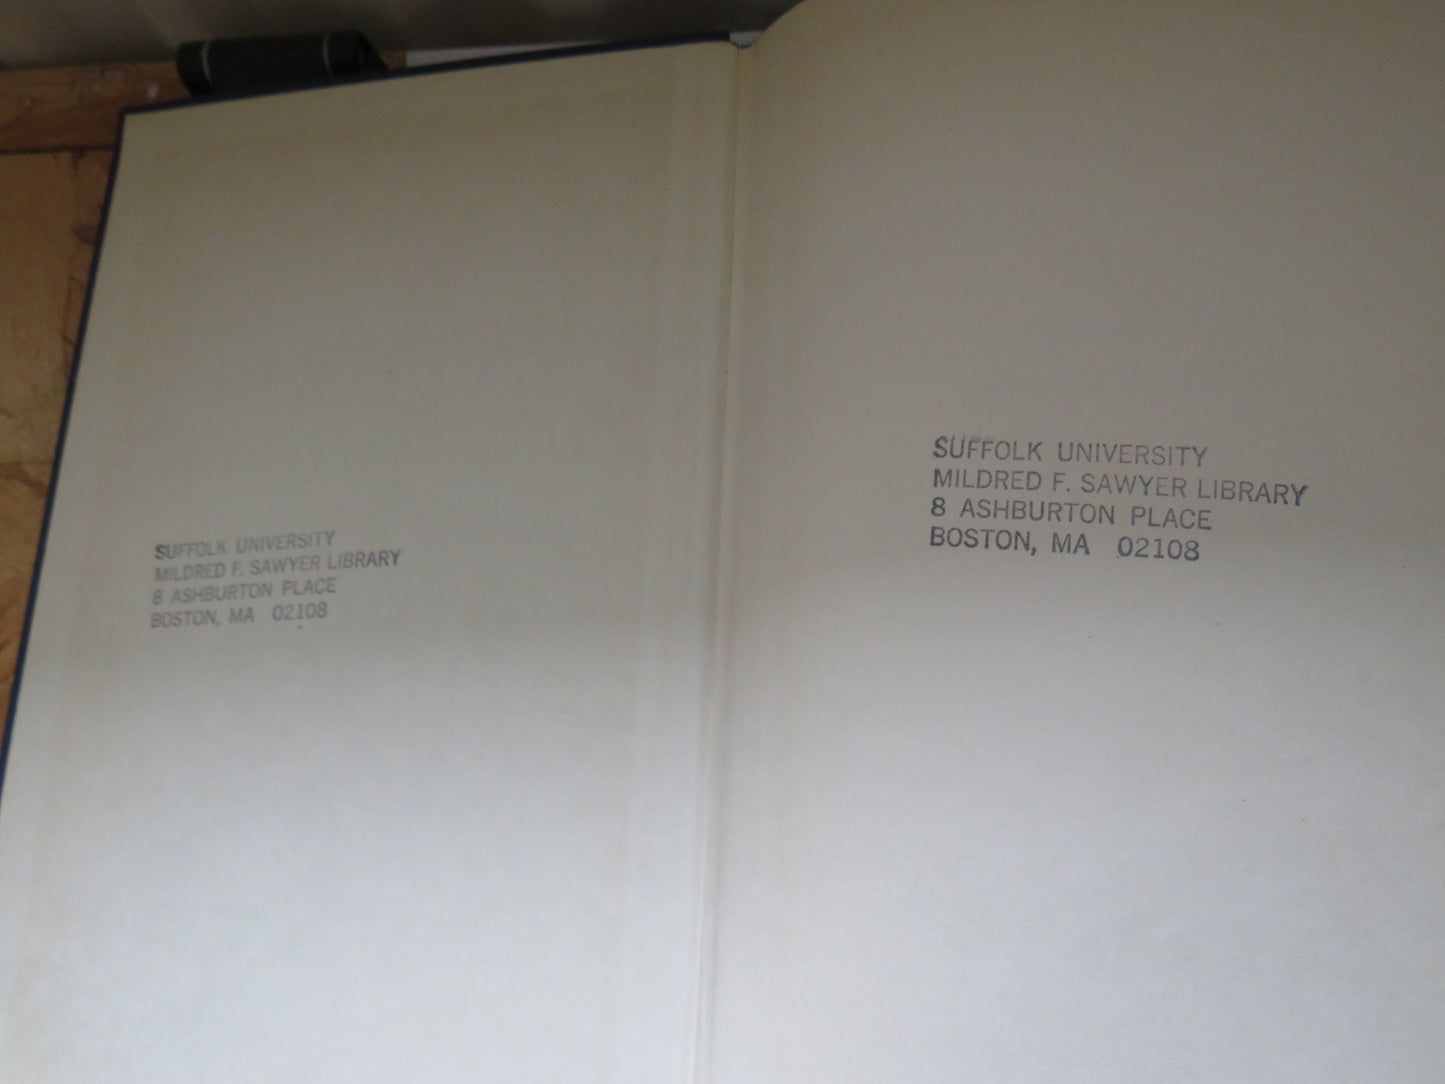 SUFFOLK UNIVERSITY
MILDRED F. SAWYER LIBRARY
8 ASHBURTON PLACE
BOSTON, MA 02108
SUFFOLK UNIVERSITY
MILDRED F. SAWYER LIBRARY
8 ASHBURTON PLACE
BOSTON, MA 02108